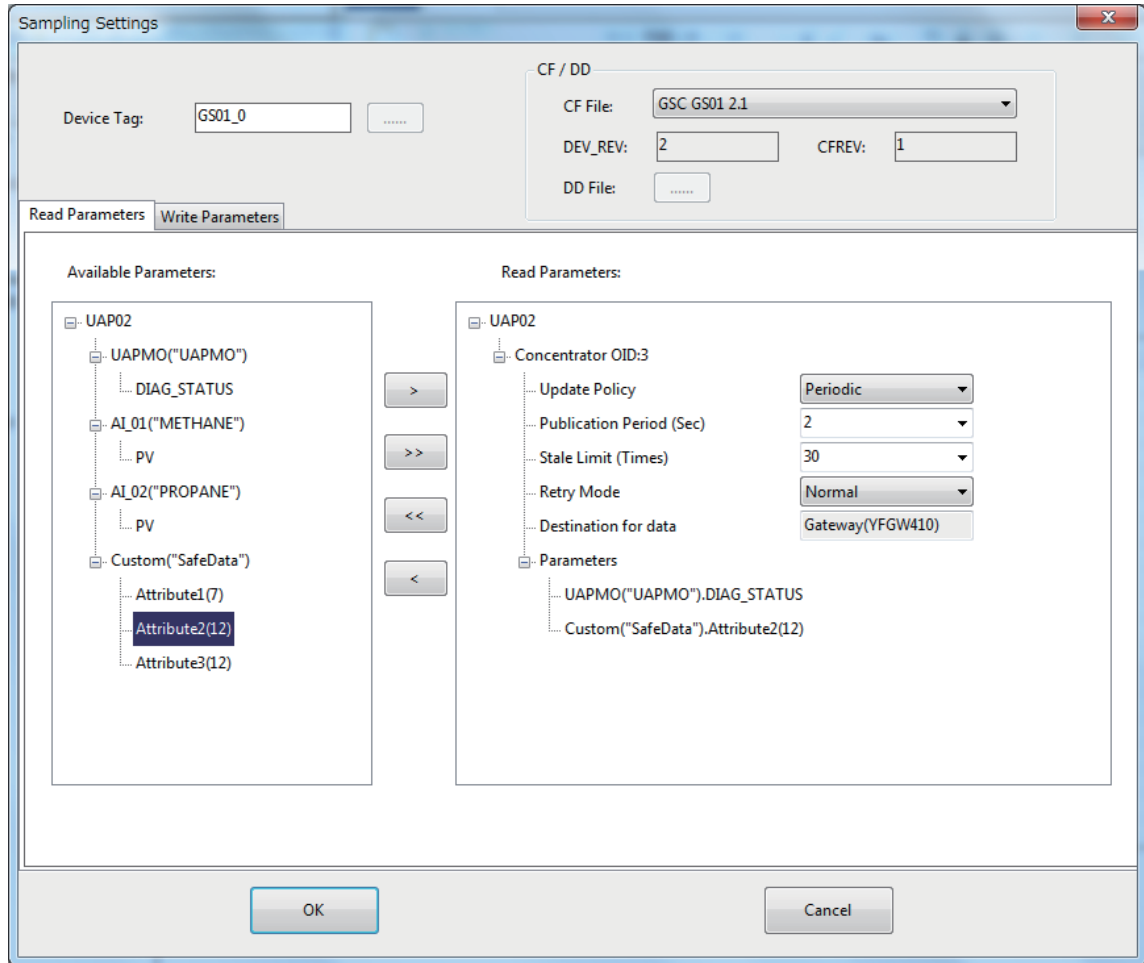 Sampling Settings
x
CF / DD
Device Tag: GS01_0 ......
CF File: GSC GS01 2.1
DEV_REV: 2 CFREV: 1
DD File: ......
Read Parameters Write Parameters
Available Parameters:
UAP02
UAPMO("UAPMO")
DIAG_STATUS
AI_01("METHANE")
PV
AI_02("PROPANE")
PV
Custom("SafeData")
Attribute1(7)
Attribute2(12)
Attribute3(12)
>
>>
<<
<
Read Parameters:
UAP02
Concentrator OID:3
Update Policy Periodic
Publication Period (Sec) 2
Stale Limit (Times) 30
Retry Mode Normal
Destination for data Gateway(YFGW410)
Parameters
UAPMO("UAPMO").DIAG_STATUS
Custom("SafeData").Attribute2(12)
OK Cancel